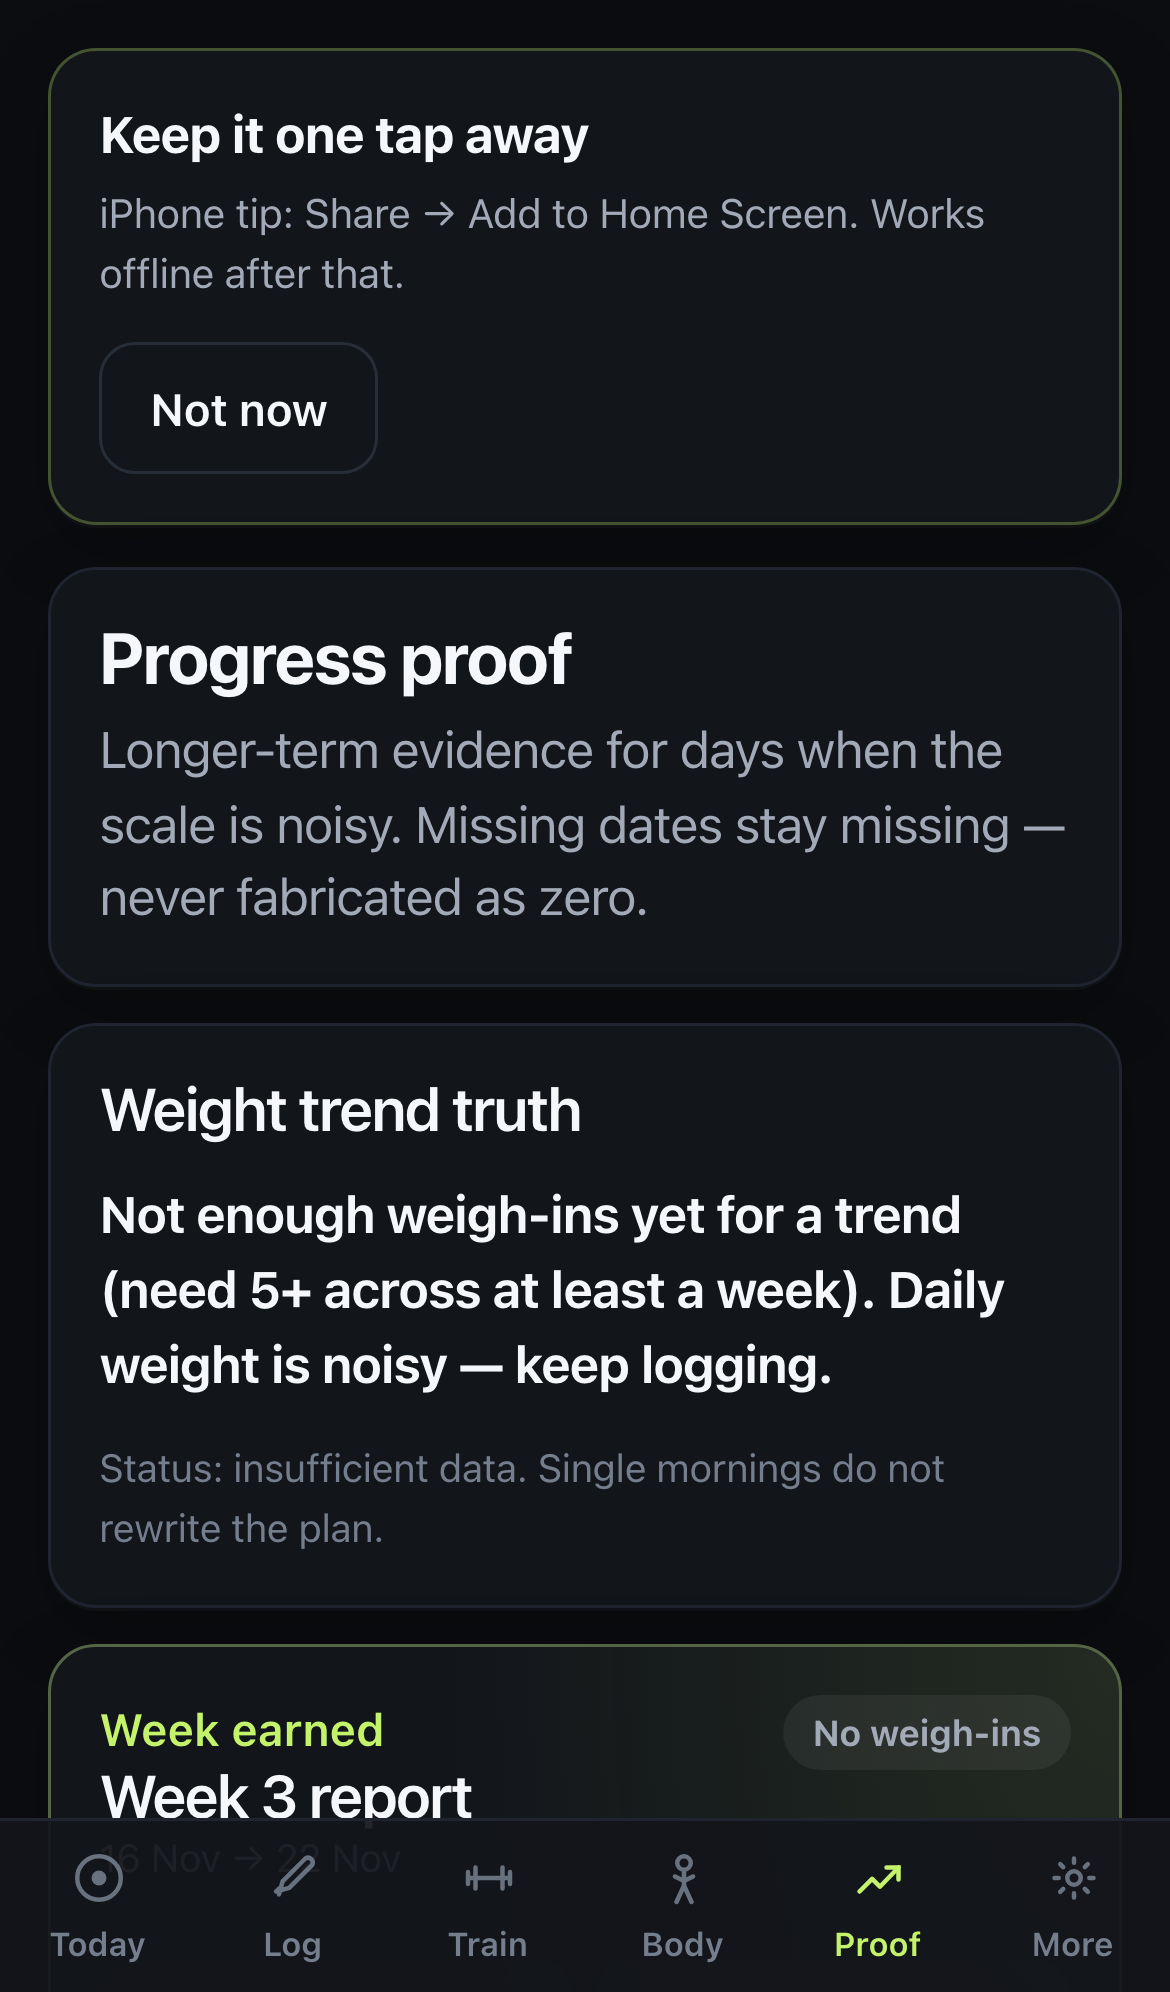 Keep it one tap away
iPhone tip: Share → Add to Home Screen. Works
offline after that.
Not now
Progress proof
Longer-term evidence for days when the
scale is noisy. Missing dates stay missing —
never fabricated as zero.
Weight trend truth
Not enough weigh-ins yet for a trend
(need 5+ across at least a week). Daily
weight is noisy — keep logging.
Status: insufficient data. Single mornings do not
rewrite the plan.
Week earned
No weigh-ins
Week 3 report
16 Nov → 22 Nov
Today
Log
Train
Body
Proof
More